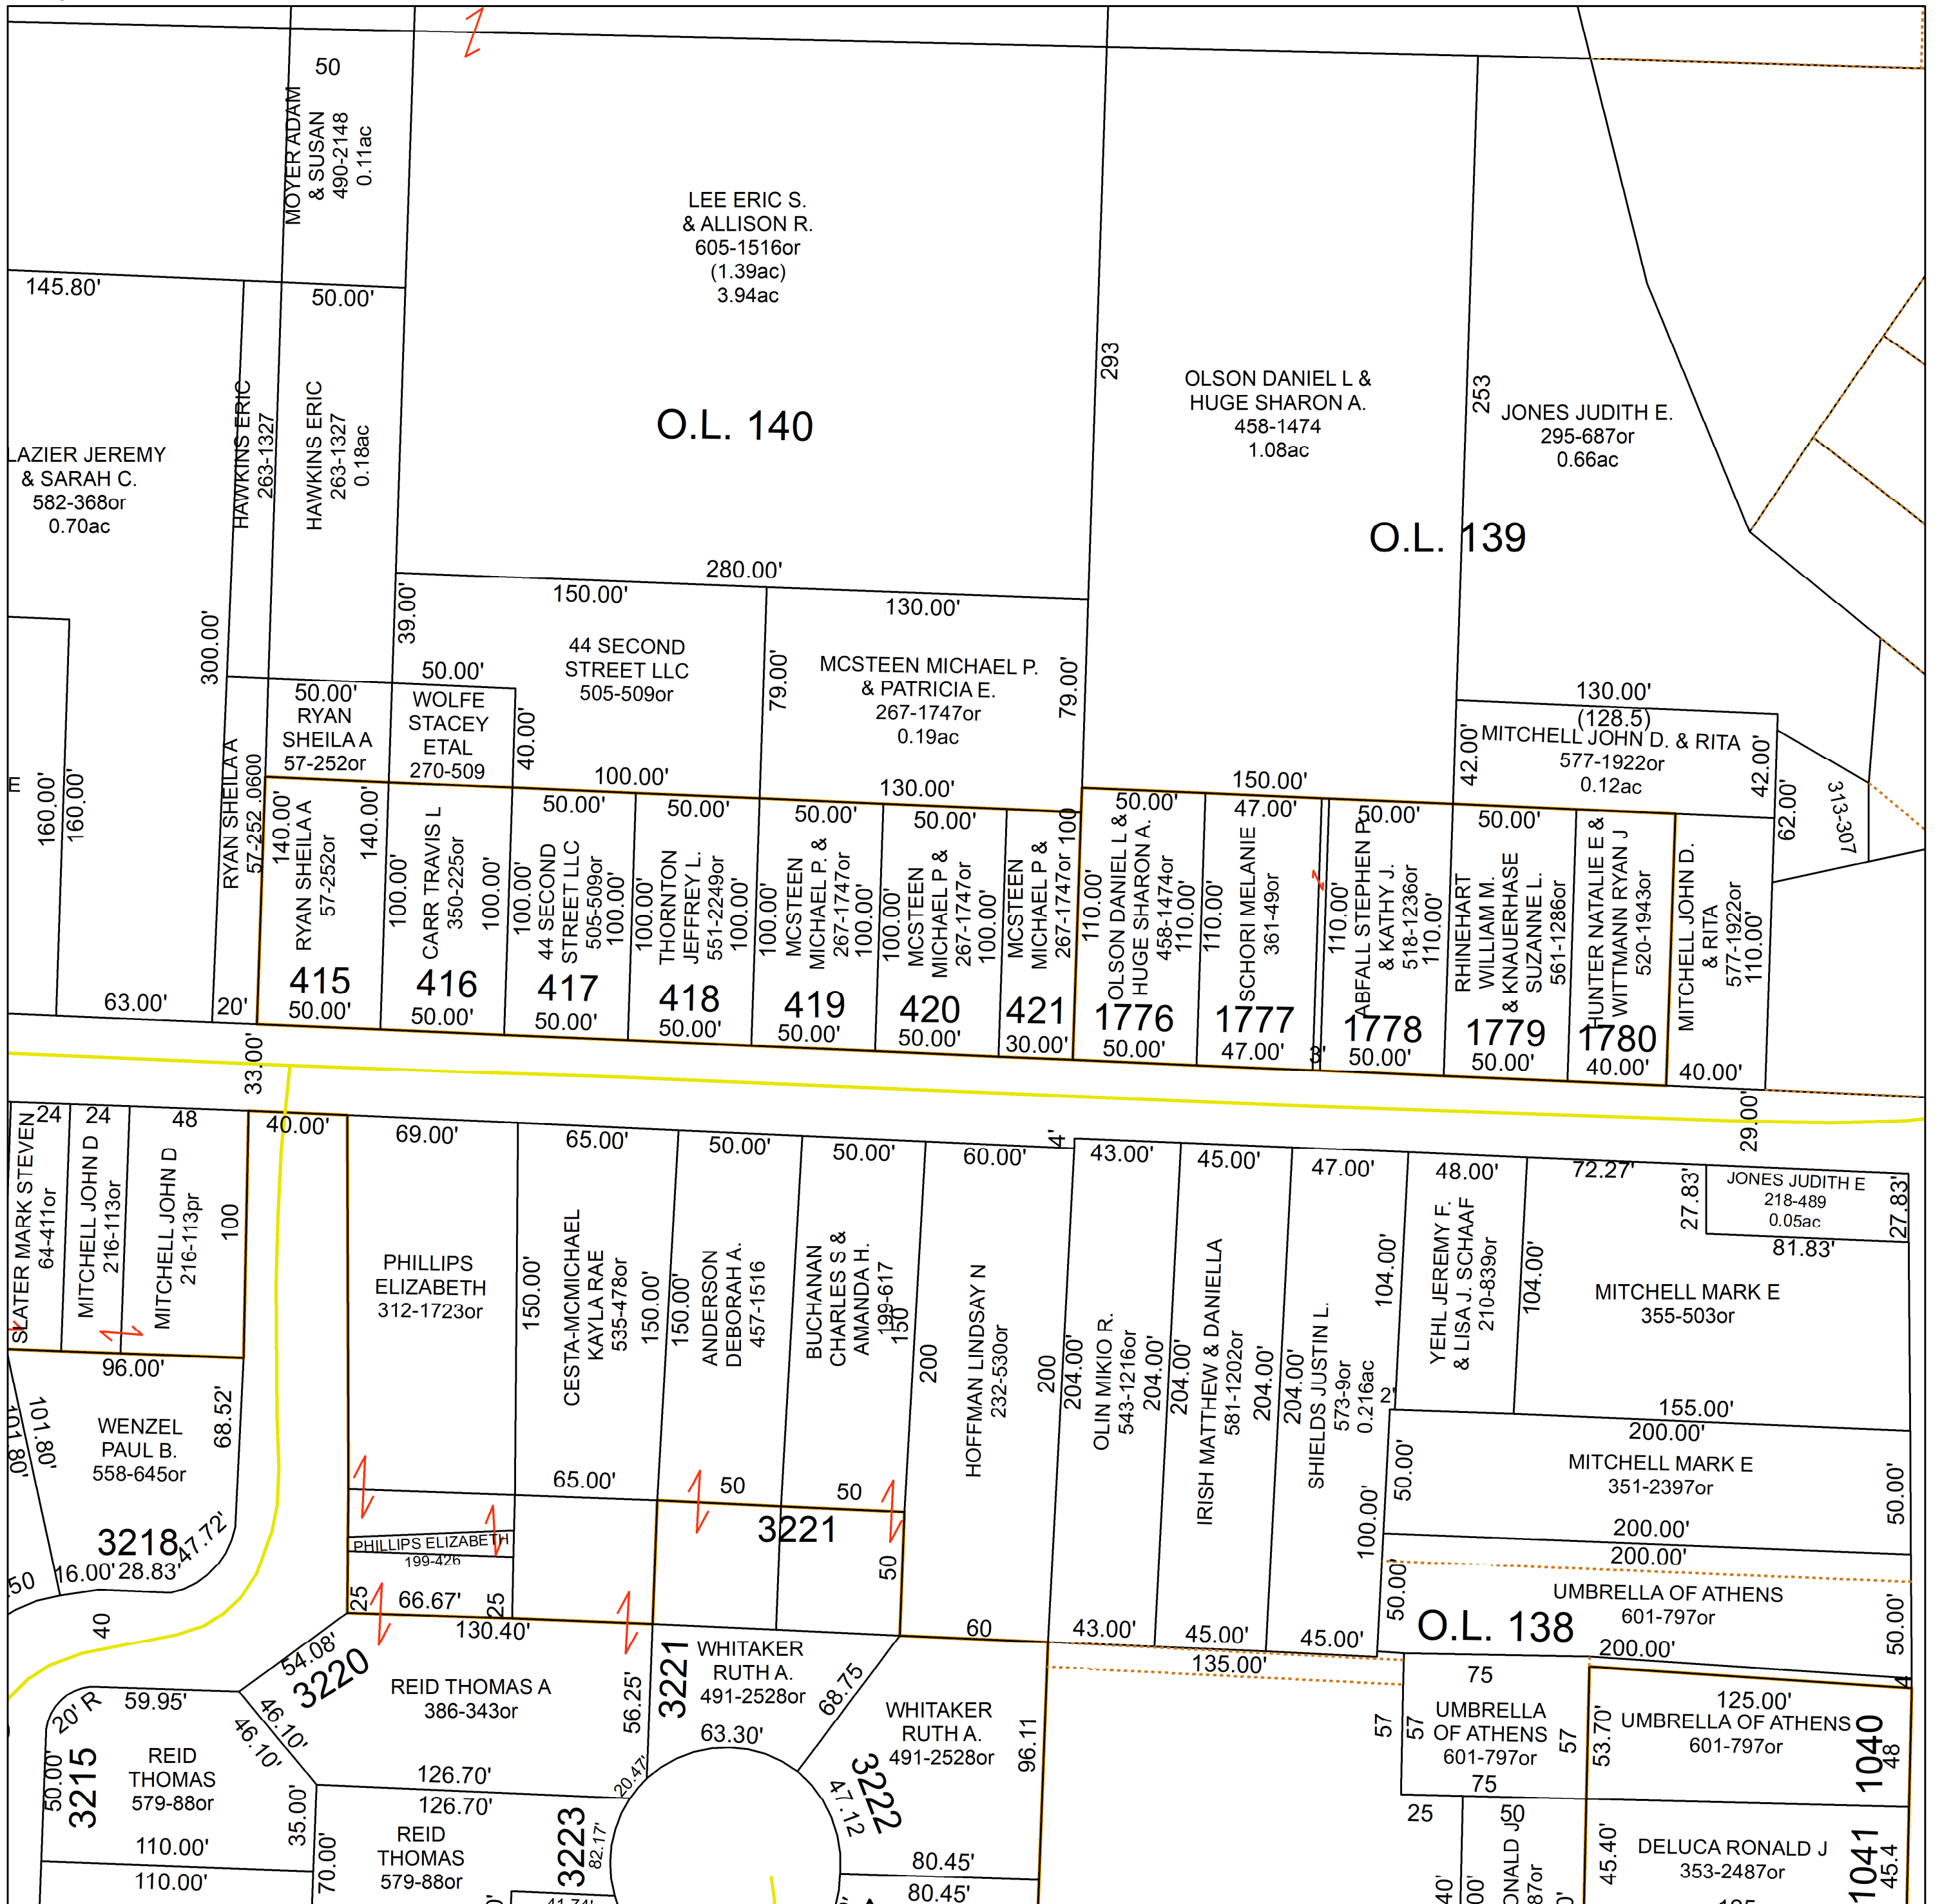 50
MOYER ADAM
& SUSAN
490-2148
0.11ac
LEE ERIC S.
& ALLISON R.
605-1516or
(1.39ac)
3.94ac
145.80'
50.00'
293
253
OLSON DANIEL L &
HUGE SHARON A.
458-1474
1.08ac
JONES JUDITH E.
295-687or
0.66ac
O.L. 140
O.L. 139
LAZIER JEREMY
& SARAH C.
582-368or
0.70ac
HAWKINS ERIC
263-1327
HAWKINS ERIC
263-1327
0.18ac
280.00'
150.00'
130.00'
39.00'
300.00'
44 SECOND
STREET LLC
505-509or
79.00'
MCSTEEN MICHAEL P.
& PATRICIA E.
267-1747or
0.19ac
79.00'
50.00'
50.00'
RYAN
SHEILA A
57-252or
WOLFE
STACEY
ETAL
270-509
40.00'
100.00'
130.00'
150.00'
130.00'
(128.5)
42.00'
MITCHELL JOHN D. & RITA
577-1922or
0.12ac
42.00'
62.00'
313-307
E
160.00'
160.00'
RYAN SHEILA A
57-252 .0600
140.00'
RYAN SHEILA A
57-252or
140.00'
415
50.00'
100.00'
CARR TRAVIS L
350-225or
100.00'
416
50.00'
50.00'
100.00'
44 SECOND
STREET LLC
505-509or
100.00'
417
50.00'
50.00'
100.00'
THORNTON
JEFFREY L.
551-2249or
100.00'
418
50.00'
50.00'
100.00'
MCSTEEN
MICHAEL P. &
267-1747or
100.00'
419
50.00'
50.00'
100.00'
MCSTEEN
MICHAEL P &
267-1747or
100.00'
420
50.00'
MCSTEEN
MICHAEL P &
267-1747or
100
421
30.00'
50.00'
110.00'
OLSON DANIEL L &
HUGE SHARON A.
458-1474or
110.00'
1776
50.00'
47.00'
110.00'
SCHORI MELANIE
361-49or
1777
47.00'
3'
50.00'
110.00'
ABFALL STEPHEN P
& KATHY J.
518-1236or
110.00'
1778
50.00'
50.00'
RHINEHART
WILLIAM M.
& KNAUERHASE
SUZANNE L.
561-1286or
1779
50.00'
HUNTER NATALIE E &
WITTMANN RYAN J
520-1943or
1780
40.00'
MITCHELL JOHN D.
& RITA
577-1922or
110.00'
40.00'
63.00'
20'
33.00'
29.00'
24
24
48
40.00'
69.00'
65.00'
50.00'
50.00'
60.00'
4'
43.00'
45.00'
47.00'
48.00'
72.27'
SLATER MARK STEVEN
64-411or
MITCHELL JOHN D
216-113or
MITCHELL JOHN D
216-113pr
100
PHILLIPS
ELIZABETH
312-1723or
150.00'
CESTA-MCMICHAEL
KAYLA RAE
535-478or
150.00'
150.00'
ANDERSON
DEBORAH A.
457-1516
BUCHANAN
CHARLES S &
AMANDA H.
199-617
150
200
HOFFMAN LINDSAY N
232-530or
200
204.00'
OLIN MIKIO R.
543-1216or
204.00'
204.00'
IRISH MATTHEW & DANIELLA
581-1202or
204.00'
204.00'
SHIELDS JUSTIN L.
573-9or
0.216ac
104.00'
2'
100.00'
YEHL JEREMY F.
& LISA J. SCHAAF
210-839or
104.00'
27.83'
JONES JUDITH E
218-489
0.05ac
27.83'
81.83'
MITCHELL MARK E
355-503or
155.00'
200.00'
50.00'
MITCHELL MARK E
351-2397or
50.00'
200.00'
200.00'
50.00'
UMBRELLA OF ATHENS
601-797or
50.00'
O.L. 138
200.00'
96.00'
101.80'
101.80'
WENZEL
PAUL B.
558-645or
68.52'
3218
47.72'
16.00'
28.83'
50
40
65.00'
50
50
3221
50
PHILLIPS ELIZABETH
199-426
25
66.67'
25
60
43.00'
45.00'
45.00'
135.00'
54.08'
130.40'
3220
REID THOMAS A
386-343or
56.25'
3221
WHITAKER
RUTH A.
491-2528or
63.30'
68.75
WHITAKER
RUTH A.
491-2528or
96.11
3222
47.12
20' R
59.95'
46.10'
46.10'
50.00'
3215
REID
THOMAS
579-88or
35.00'
110.00'
110.00'
126.70'
126.70'
20.47'
70.00'
REID
THOMAS
579-88or
3223
82.17'
41.74'
80.45'
80.45'
75
57
57
UMBRELLA
OF ATHENS
601-797or
57
75
4
125.00'
53.70'
UMBRELLA OF ATHENS
601-797or
1040
48
25
50
45.40'
DELUCA RONALD J
353-2487or
1041
45.4